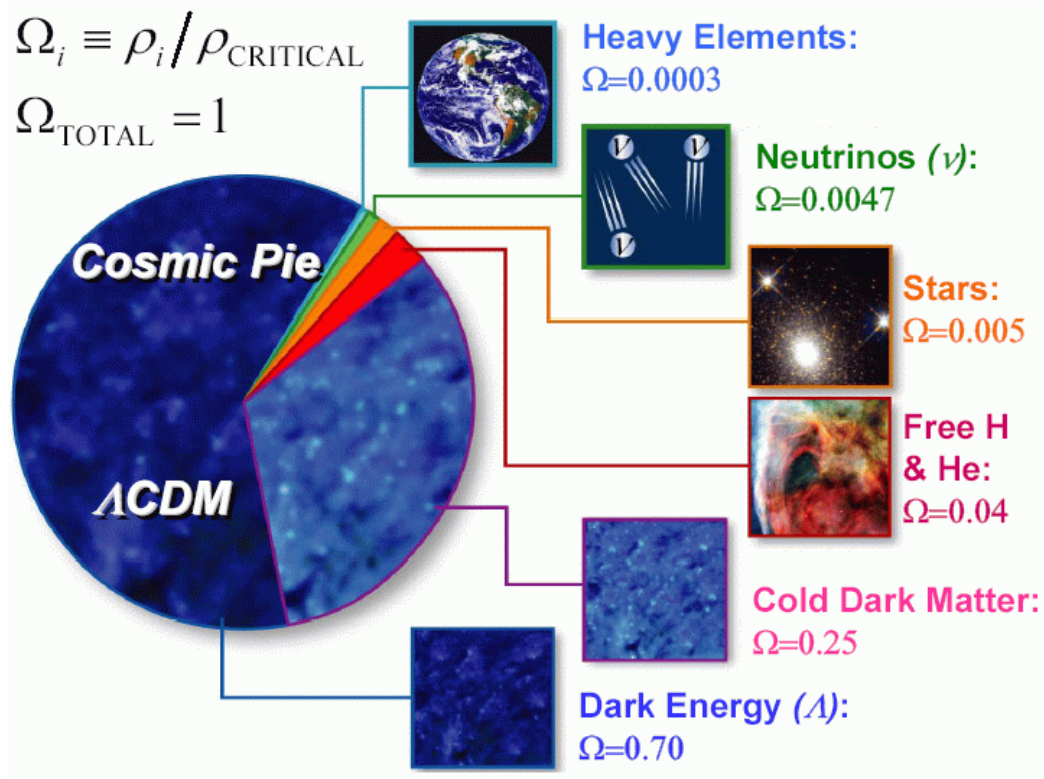 Ωᵢ ≡ ρᵢ/ρCRITICAL
ΩTOTAL = 1
Heavy Elements:
Ω=0.0003
ν ν
ν
Neutrinos (ν):
Ω=0.0047
Cosmic Pie
Stars:
Ω=0.005
Free H
& He:
Ω=0.04
ΛCDM
Cold Dark Matter:
Ω=0.25
Dark Energy (Λ):
Ω=0.70